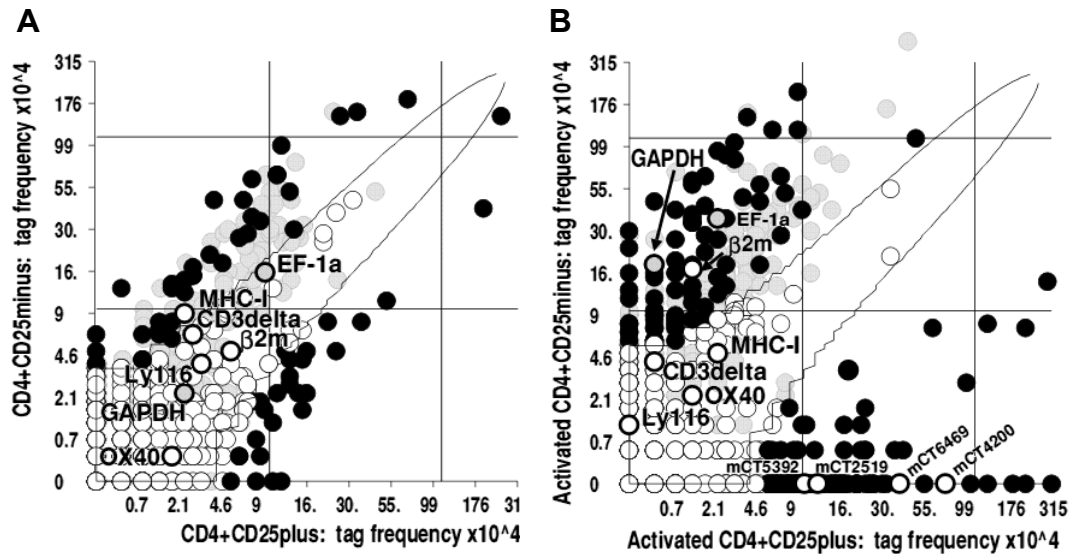 A
B
CD4+CD25minus: tag frequency x10^4
315
176
99
55.
30.
16.
9
4.6
2.1
0.7
0
EF-1a
MHC-I
CD3delta
β2m
Ly116
GAPDH
OX40
0
0.7
2.1
4.6
9
16.
30.
55.
99
176
31
CD4+CD25plus: tag frequency x10^4
Activated CD4+CD25minus: tag frequency x10^4
315
176
99
55.
30.
16.
9
4.6
2.1
0.7
0
GAPDH
EF-1a
β2m
MHC-I
CD3delta
OX40
Ly116
mCT5392
mCT2519
mCT6469
mCT4200
0.7
2.1
4.6
9
16.
30.
55.
99
176
315
Activated CD4+CD25plus: tag frequency x10^4